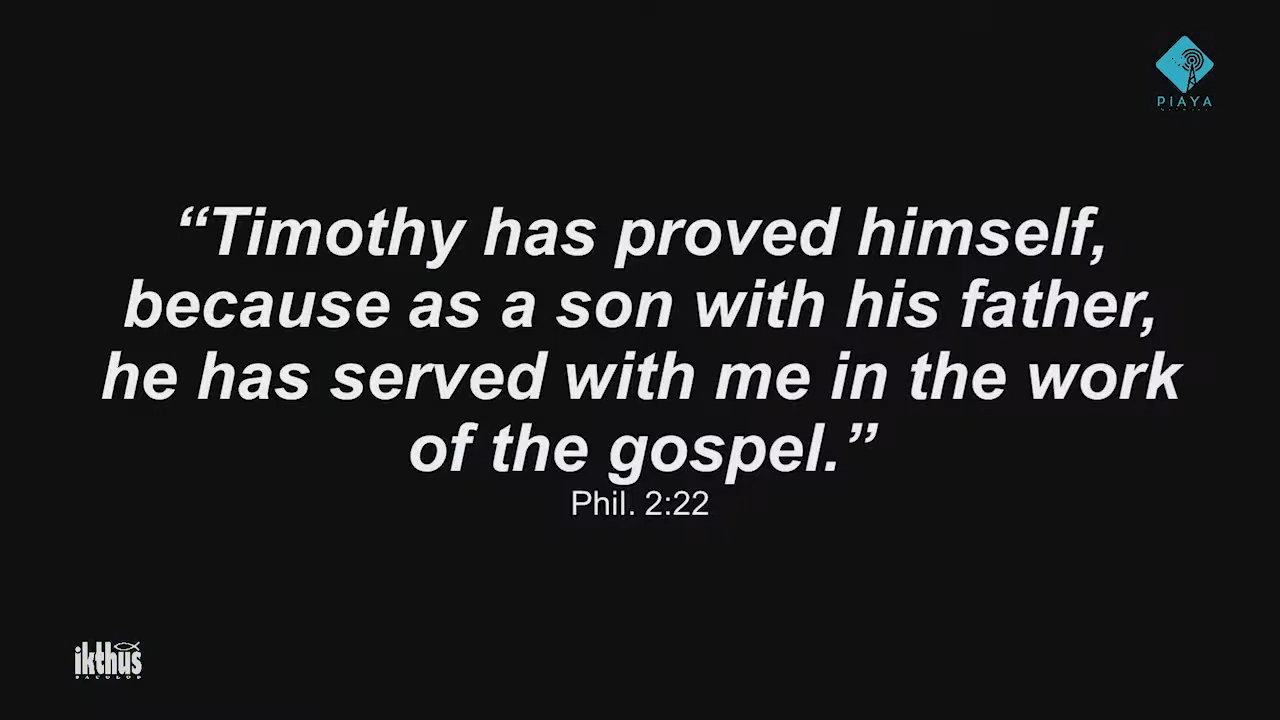 PIAYA
“Timothy has proved himself,
because as a son with his father,
he has served with me in the work
of the gospel.”
Phil. 2:22
ikthus
BACOLOD